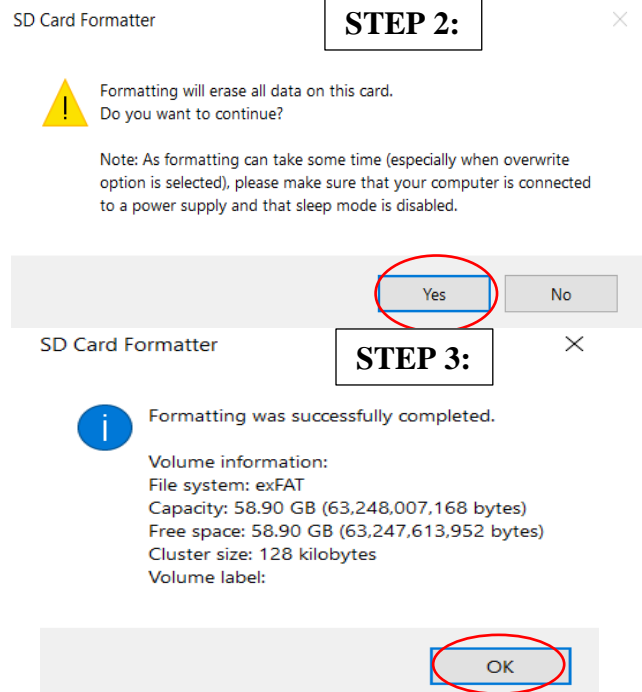 SD Card Formatter
STEP 2:
Formatting will erase all data on this card.
Do you want to continue?
Note: As formatting can take some time (especially when overwrite
option is selected), please make sure that your computer is connected
to a power supply and that sleep mode is disabled.
Yes
No
SD Card Formatter
STEP 3:
Formatting was successfully completed.
Volume information:
File system: exFAT
Capacity: 58.90 GB (63,248,007,168 bytes)
Free space: 58.90 GB (63,247,613,952 bytes)
Cluster size: 128 kilobytes
Volume label:
OK